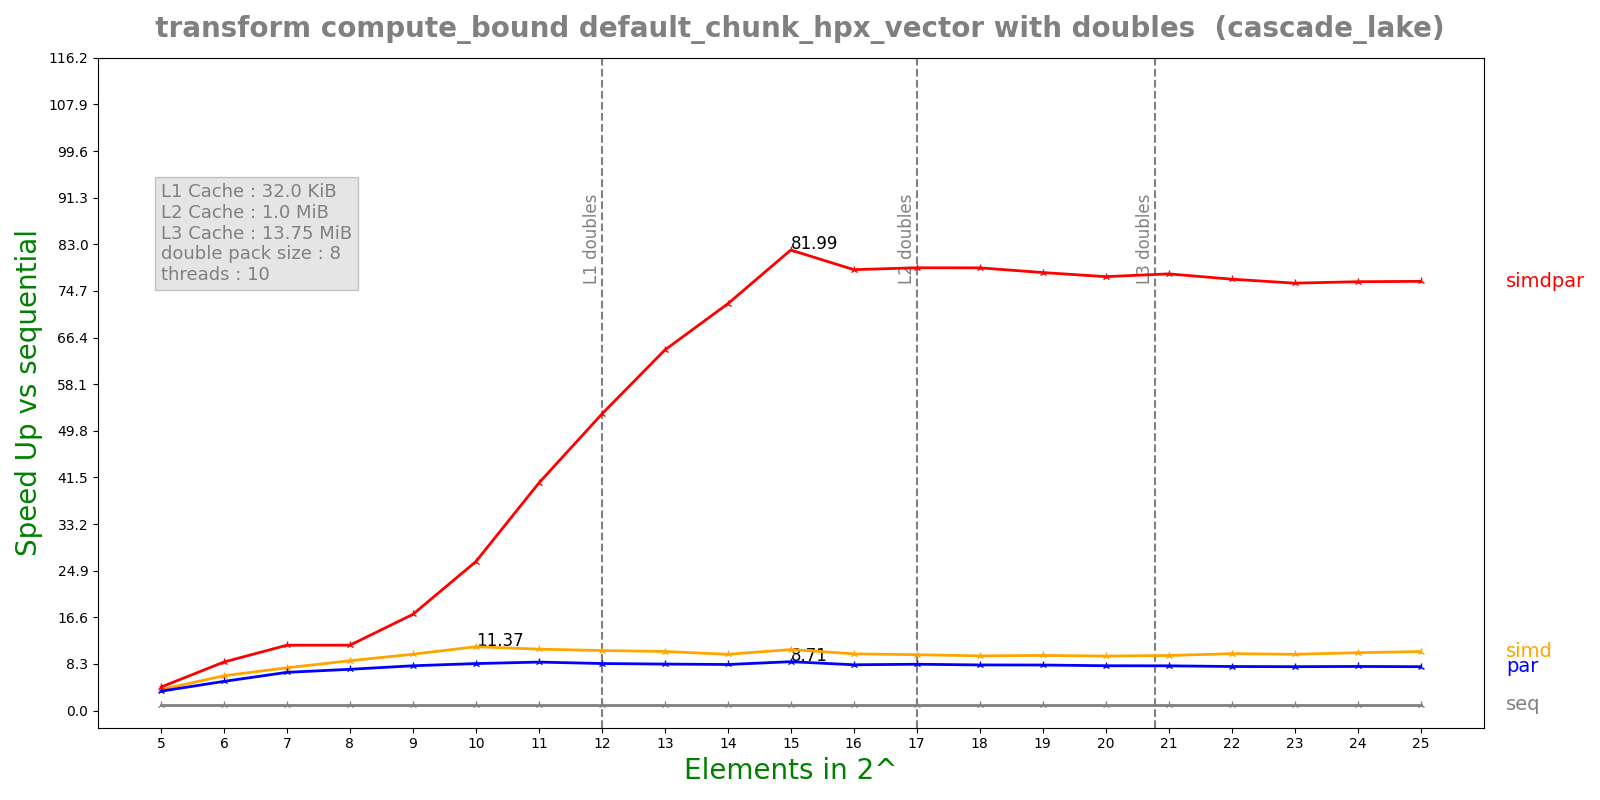 transform compute_bound default_chunk_hpx_vector with doubles  (cascade_lake)
116.2
107.9
99.6
91.3
83.0
74.7
66.4
58.1
49.8
41.5
33.2
24.9
16.6
8.3
0.0
Speed Up vs sequential
L1 Cache : 32.0 KiB
L2 Cache : 1.0 MiB
L3 Cache : 13.75 MiB
double pack size : 8
threads : 10
L1 doubles
L2 doubles
L3 doubles
81.99
11.37
8.71
simdpar
simd
par
seq
5 6 7 8 9 10 11 12 13 14 15 16 17 18 19 20 21 22 23 24 25
Elements in 2^